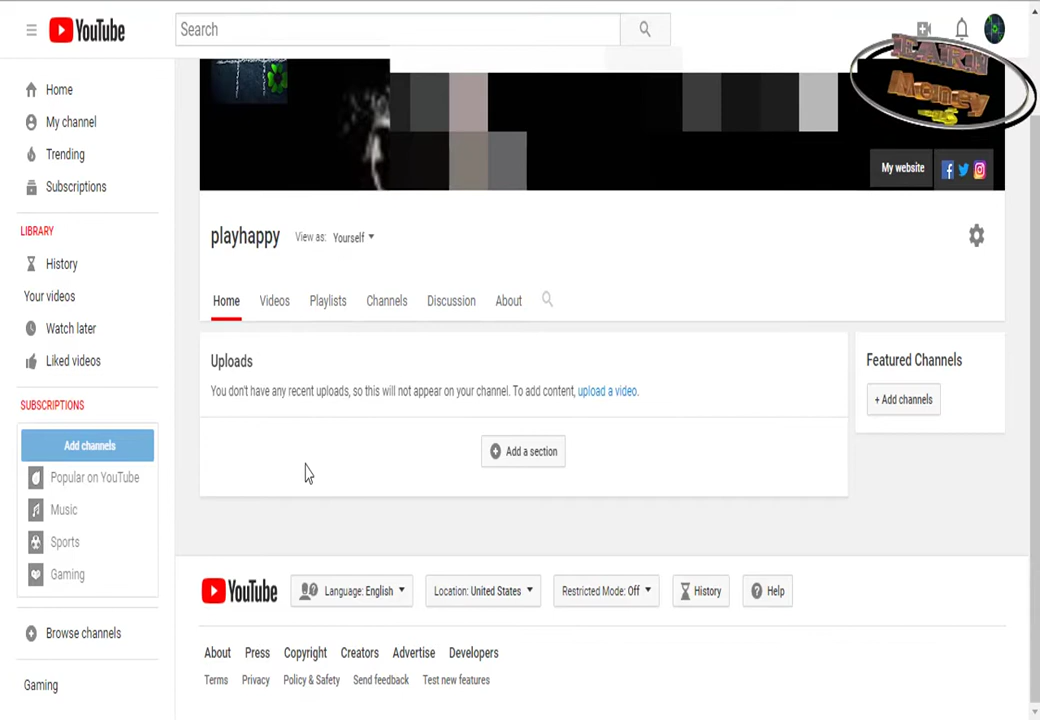 YouTube
Search
EARN
Money
Home
My channel
Trending
Subscriptions
LIBRARY
History
Your videos
Watch later
Liked videos
SUBSCRIPTIONS
Add channels
Popular on YouTube
Music
Sports
Gaming
Browse channels
Gaming
My website
playhappy View as: Yourself
Home Videos Playlists Channels Discussion About
Uploads
You don't have any recent uploads, so this will not appear on your channel. To add content, upload a video.
Add a section
Featured Channels
+ Add channels
YouTube Language: English Location: United States Restricted Mode: Off History Help
About Press Copyright Creators Advertise Developers
Terms Privacy Policy & Safety Send feedback Test new features